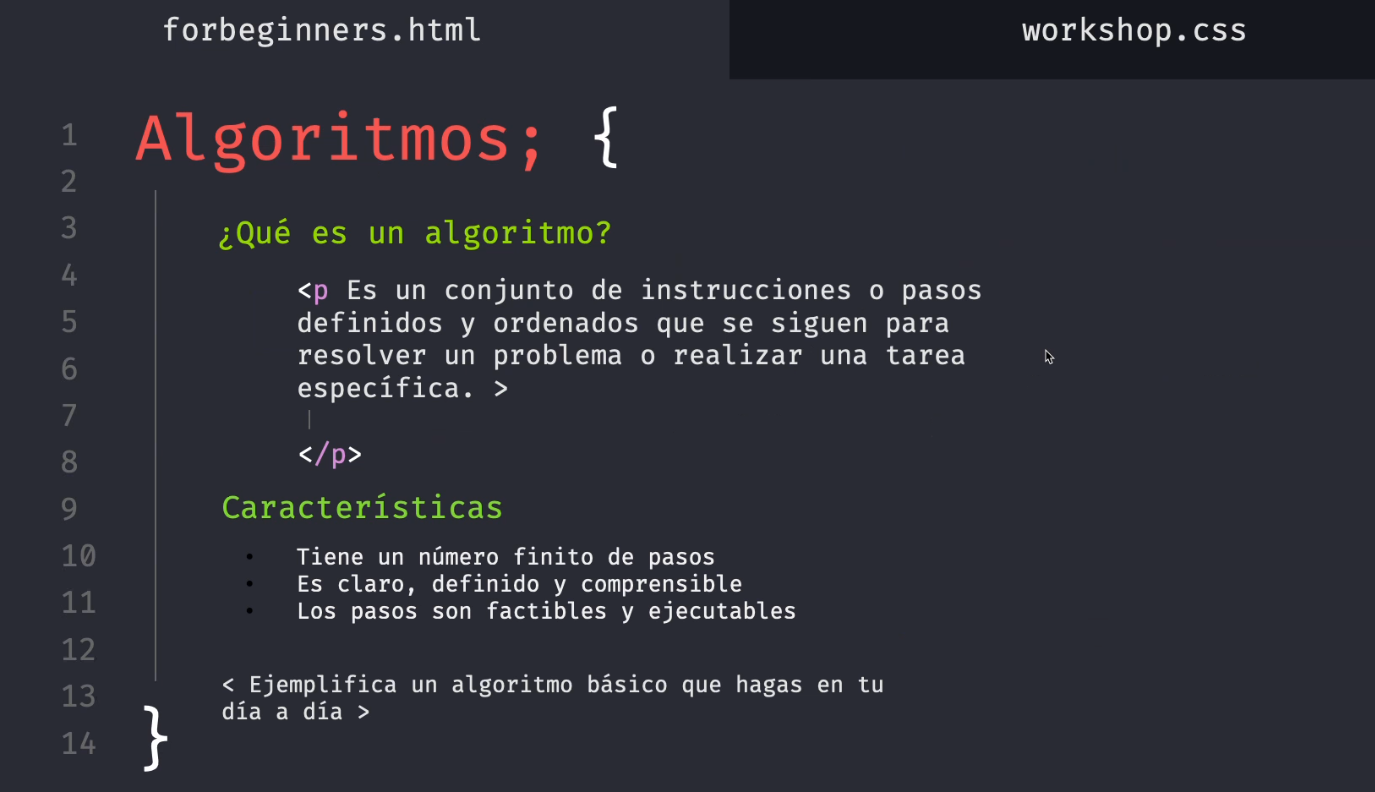 forbeginners.html
workshop.css
1
Algoritmos; {
2
3
¿Qué es un algoritmo?
4
<p Es un conjunto de instrucciones o pasos
5
definidos y ordenados que se siguen para
6
resolver un problema o realizar una tarea
específica. >
7
8
</p>
9
Características
10
Tiene un número finito de pasos
Es claro, definido y comprensible
11
Los pasos son factibles y ejecutables
12
< Ejemplifica un algoritmo básico que hagas en tu
13
día a día >
14
}